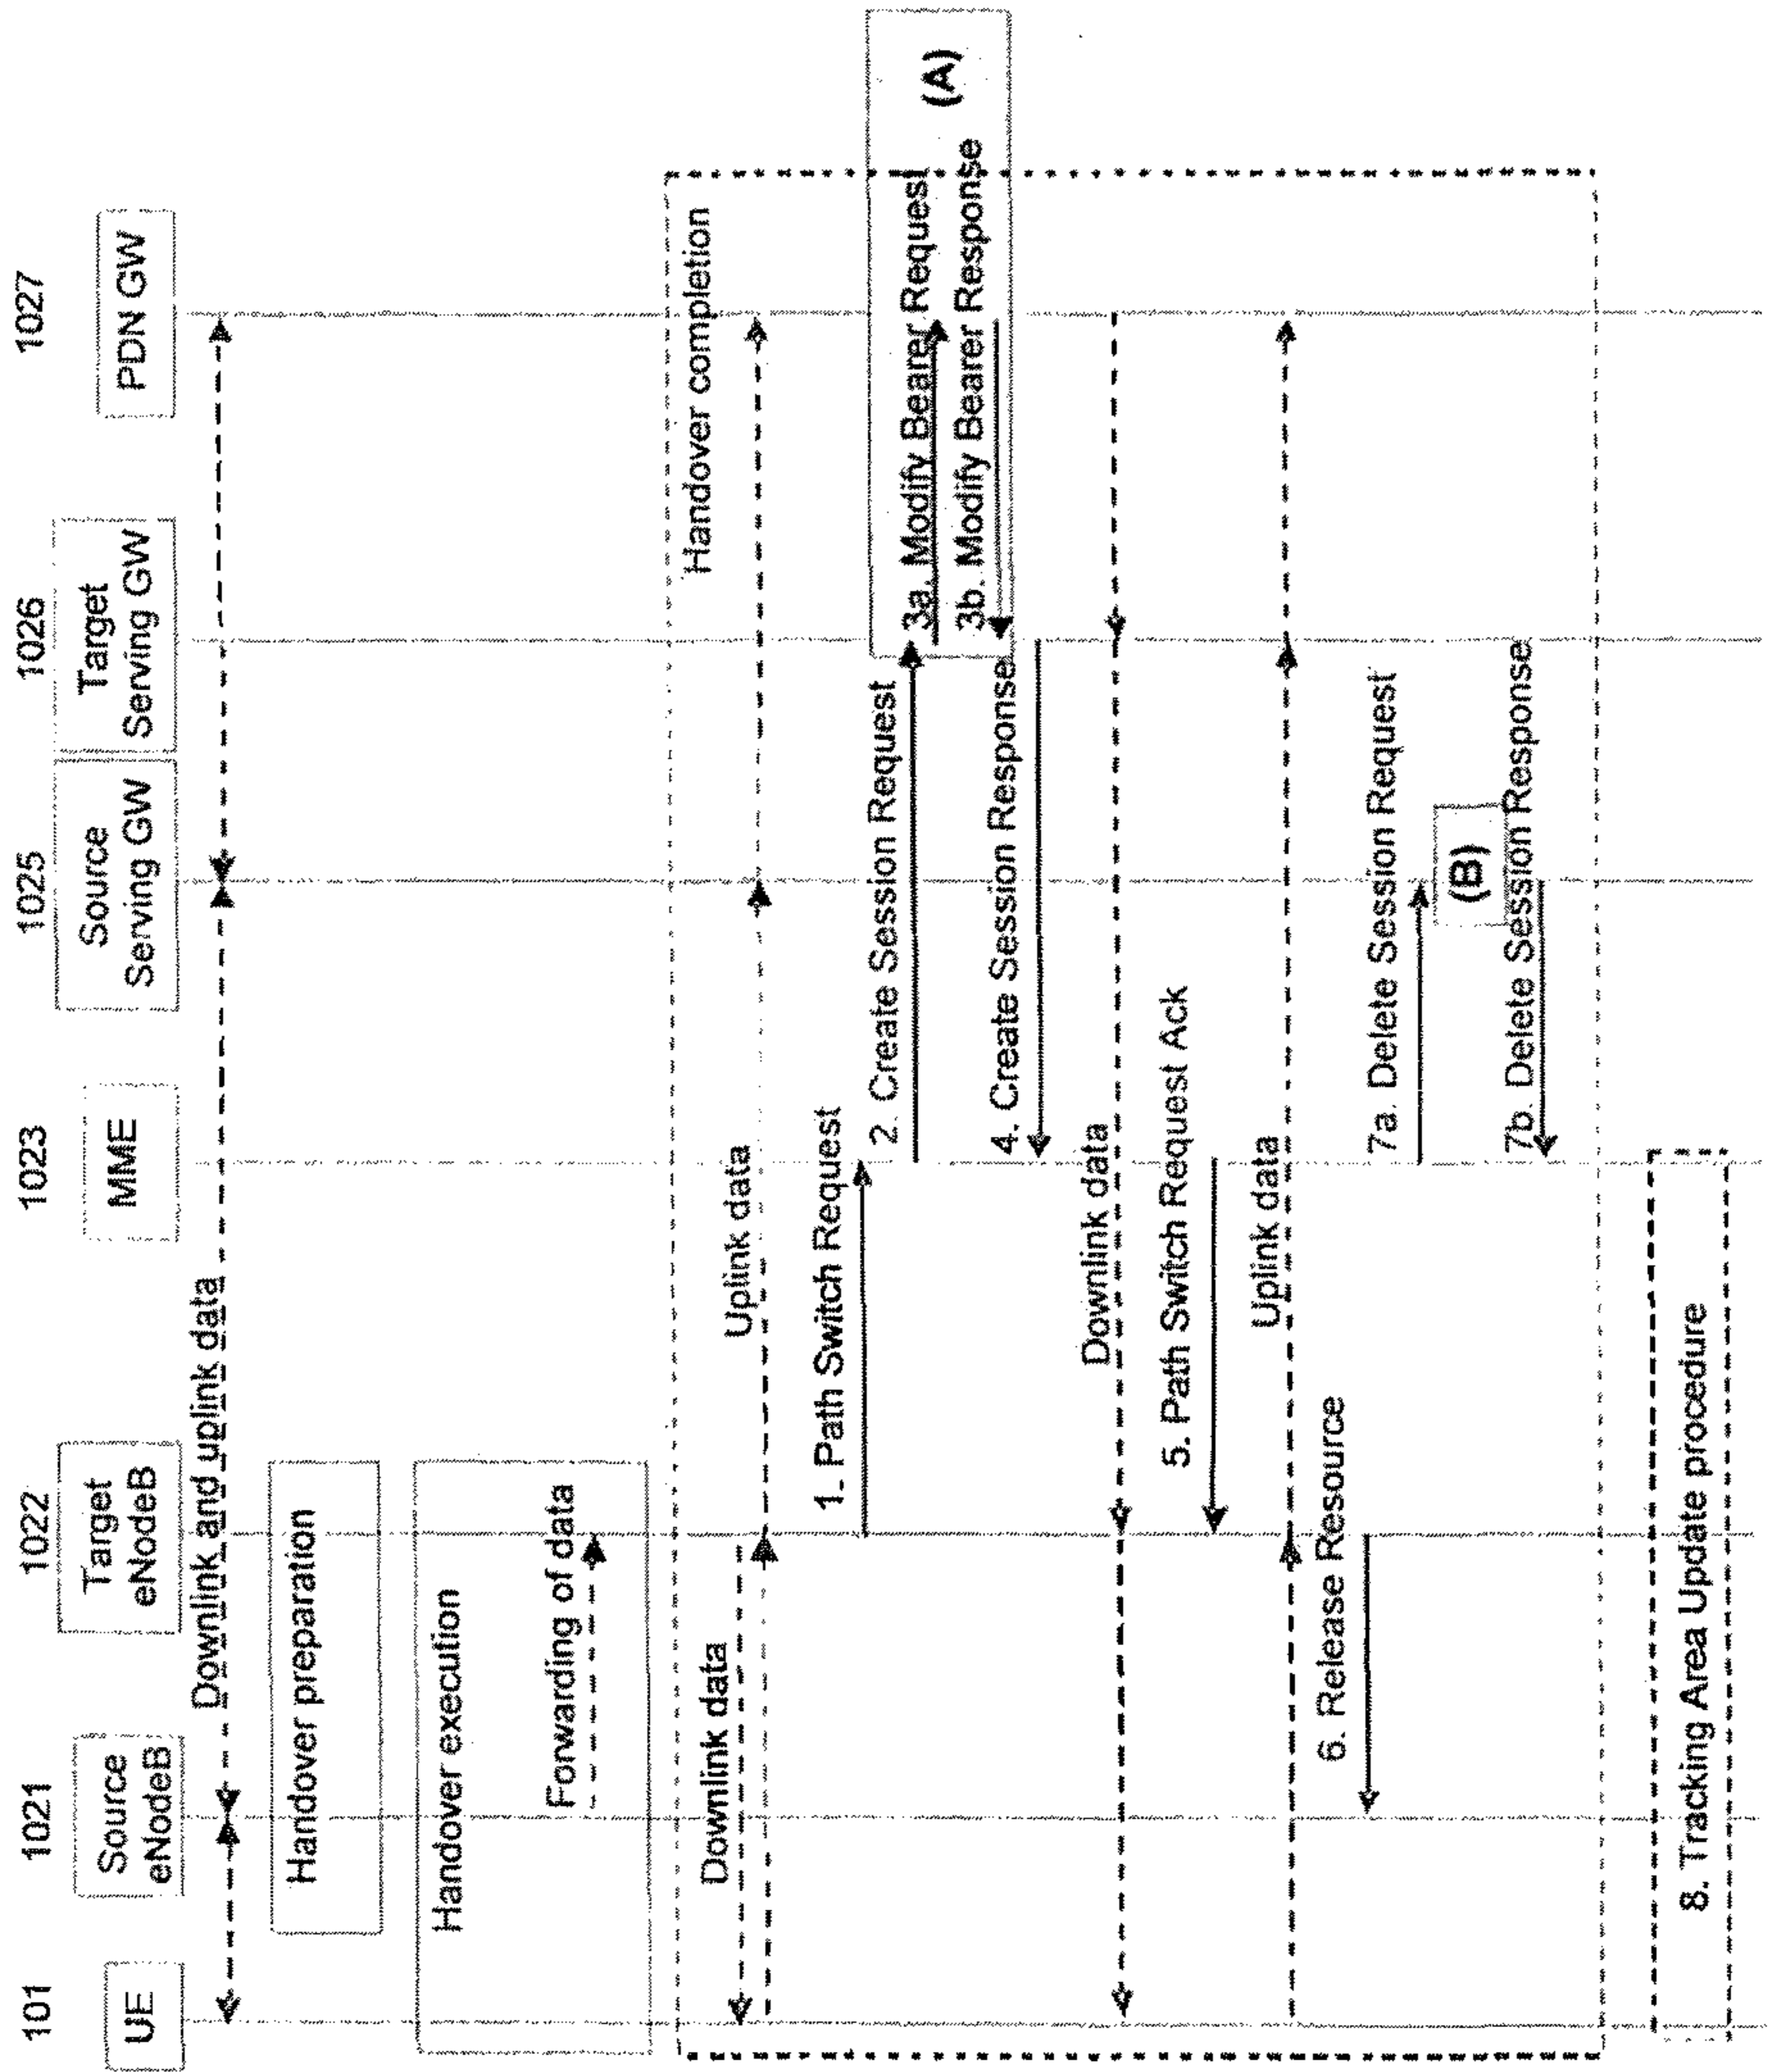 101
1021
1022
1023
1025
1026
1027
UE
Source
eNodeB
Target
eNodeB
MME
Source
Serving GW
Target
Serving GW
PDN GW
Downlink and uplink data
Handover preparation
Handover execution
Forwarding of data
Handover completion
Downlink data
Uplink data
1. Path Switch Request
2. Create Session Request
3a. Modify Bearer Request
(A)
3b. Modify Bearer Response
4. Create Session Response
Downlink data
5. Path Switch Request Ack
Uplink data
6. Release Resource
7a. Delete Session Request
(B)
7b. Delete Session Response
8. Tracking Area Update procedure